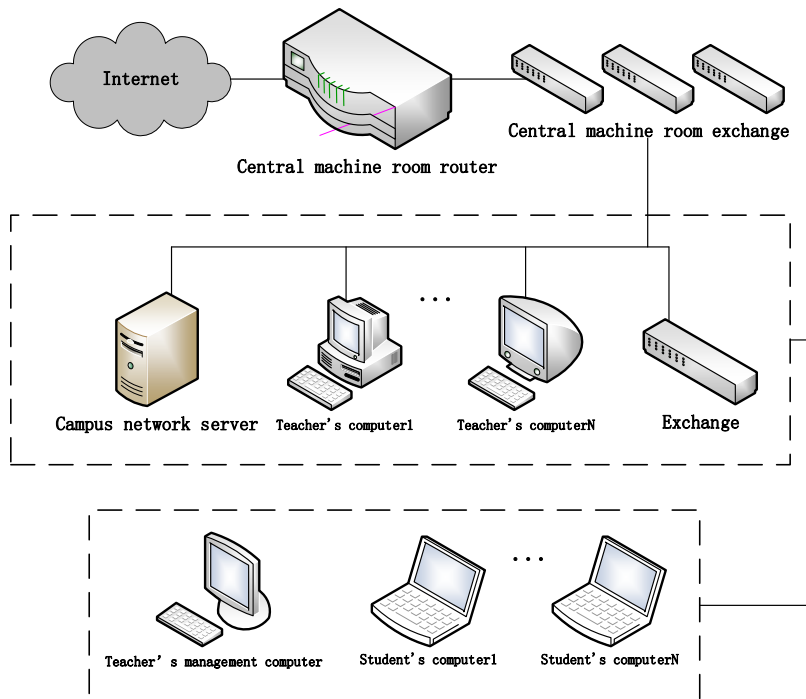 Internet
Central machine room router
Central machine room exchange
...
Campus network server
Teacher's computer1
Teacher's computerN
Exchange
...
Teacher’s management computer
Student's computer1
Student's computerN